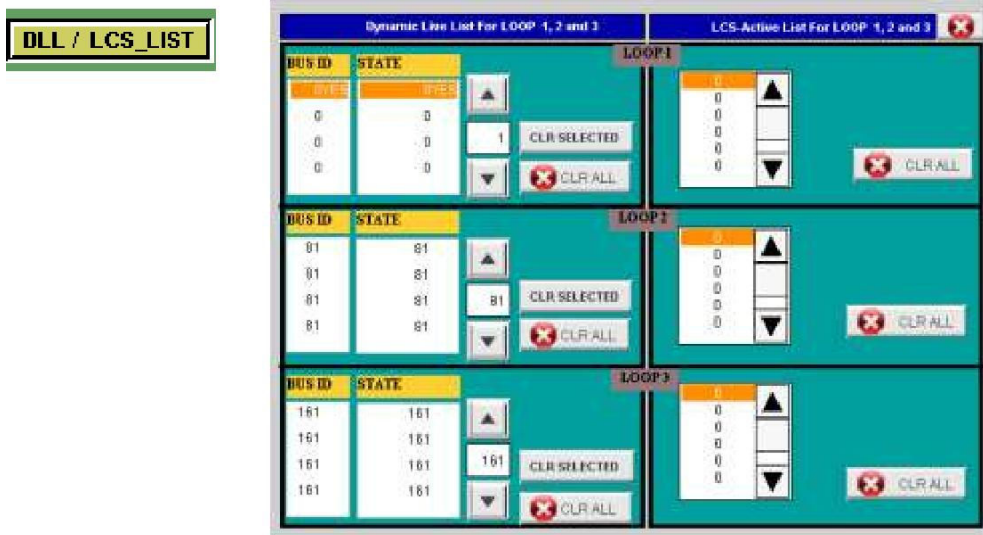 DLL / LCS_LIST
Dynamic Live List For LOOP 1, 2 and 3
LCS-Active List For LOOP 1, 2 and 3
LOOP 1
BUS ID STATE
0
0 0
0 0 1 CLR SELECTED
0 0 CLR ALL
0
0
0
0
0
CLR ALL
LOOP 2
BUS ID STATE
81 81
81 81
81 81 81 CLR SELECTED
81 81 CLR ALL
0
0
0
0
0
0
CLR ALL
LOOP 3
BUS ID STATE
161 161
161 161
161 161 161 CLR SELECTED
161 161 CLR ALL
0
0
0
0
0
0
CLR ALL